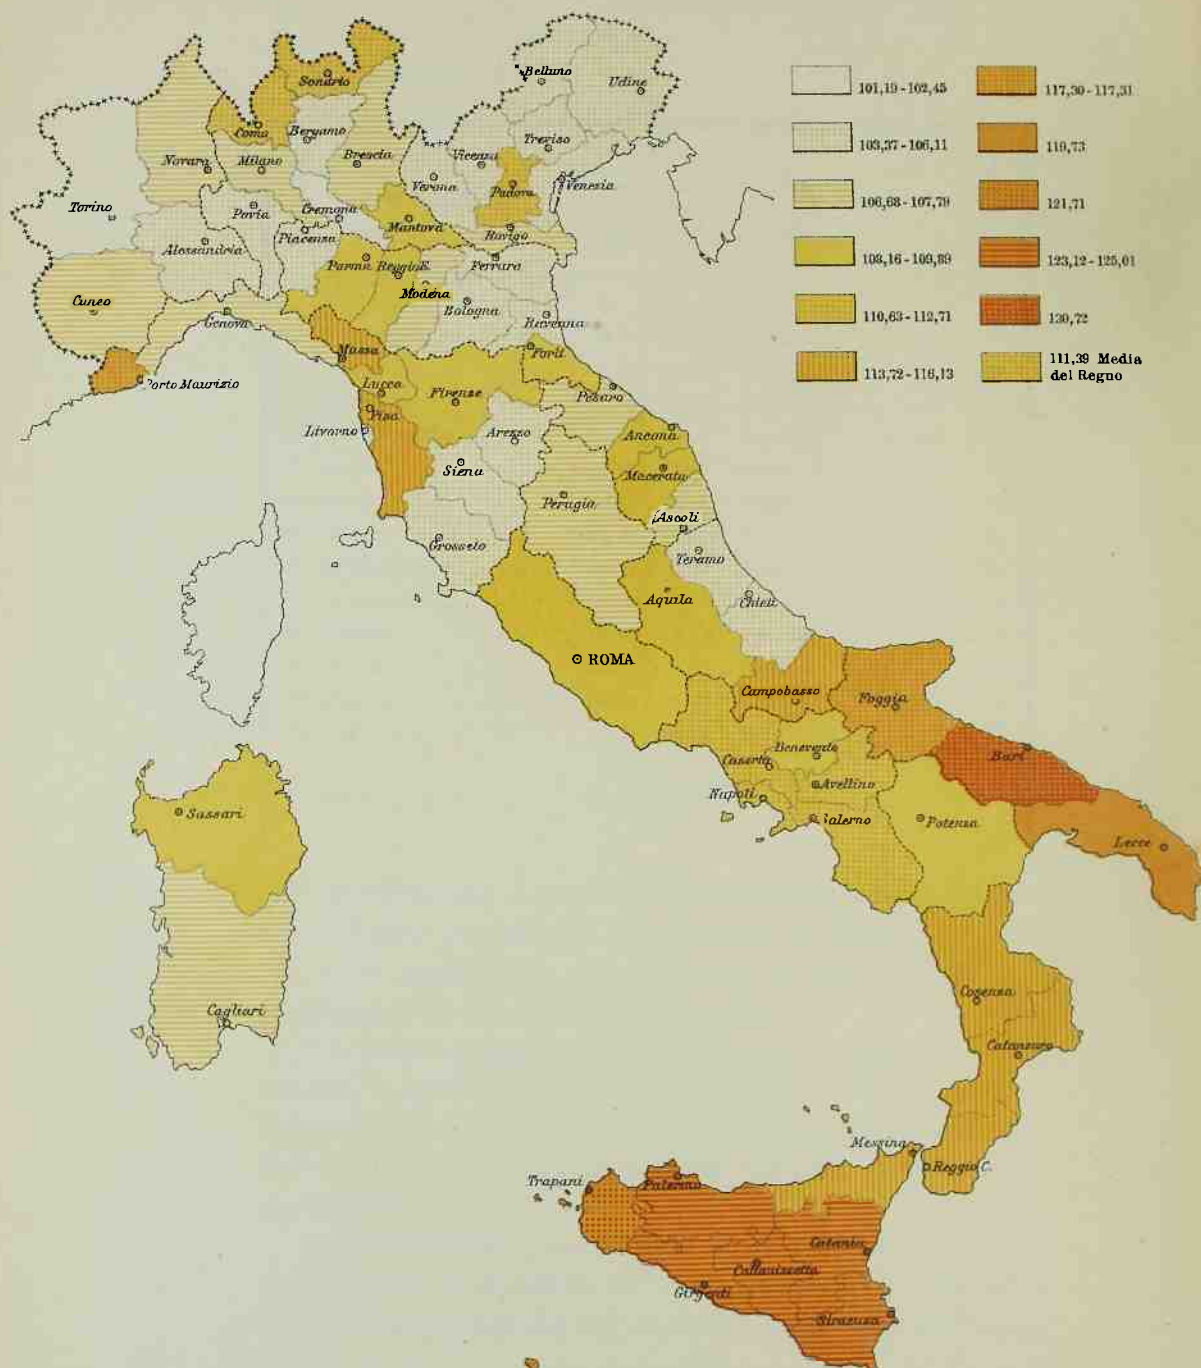 101,19 - 102,45
103,37 - 106,11
106,68 - 107,79
108,16 - 109,89
110,63 - 112,71
113,72 - 116,13
117,30 - 117,31
119,73
121,71
123,12 - 125,01
130,72
111,39 Media
del Regno
Sondrio
Belluno
Udine
Como
Bergamo
Treviso
Novara
Milano
Brescia
Vicenza
Verona
Padova
Venezia
Torino
Pavia
Cremona
Mantova
Rovigo
Alessandria
Piacenza
Parma
Reggio E.
Ferrara
Modena
Cuneo
Genova
Bologna
Ravenna
Massa
Forlì
Porto Maurizio
Lucca
Firenze
Pesaro
Pisa
Livorno
Arezzo
Ancona
Siena
Macerata
Perugia
Ascoli
Grosseto
Teramo
Aquila
Chieti
ROMA
Campobasso
Foggia
Benevento
Caserta
Bari
Napoli
Avellino
Salerno
Sassari
Potenza
Lecce
Cosenza
Cagliari
Catanzaro
Messina
Reggio C.
Trapani
Palermo
Catania
Caltanissetta
Girgenti
Siracusa